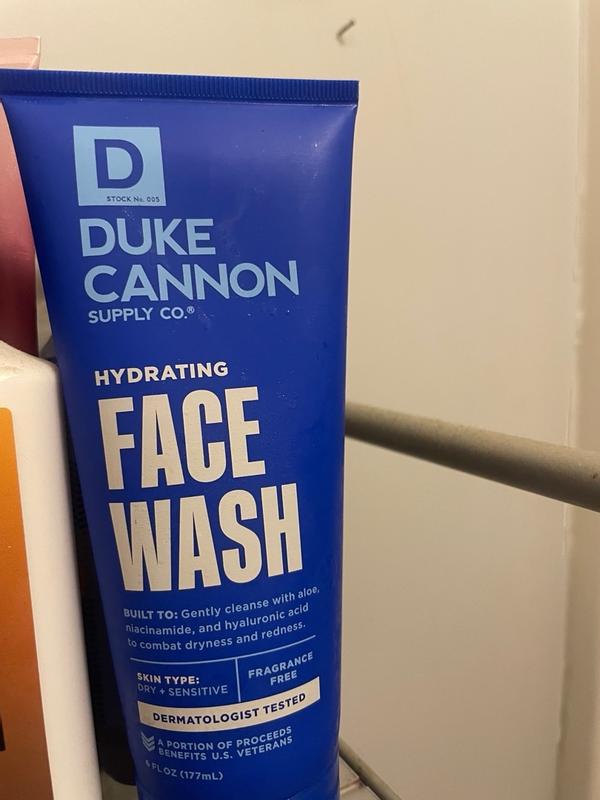 D
STOCK No. 005
DUKE
CANNON
SUPPLY CO.®
HYDRATING
FACE
WASH
BUILT TO: Gently cleanse with aloe,
niacinamide, and hyaluronic acid
to combat dryness and redness.
SKIN TYPE:
DRY + SENSITIVE
FRAGRANCE
FREE
DERMATOLOGIST TESTED
A PORTION OF PROCEEDS
BENEFITS U.S. VETERANS
6 FL OZ (177mL)